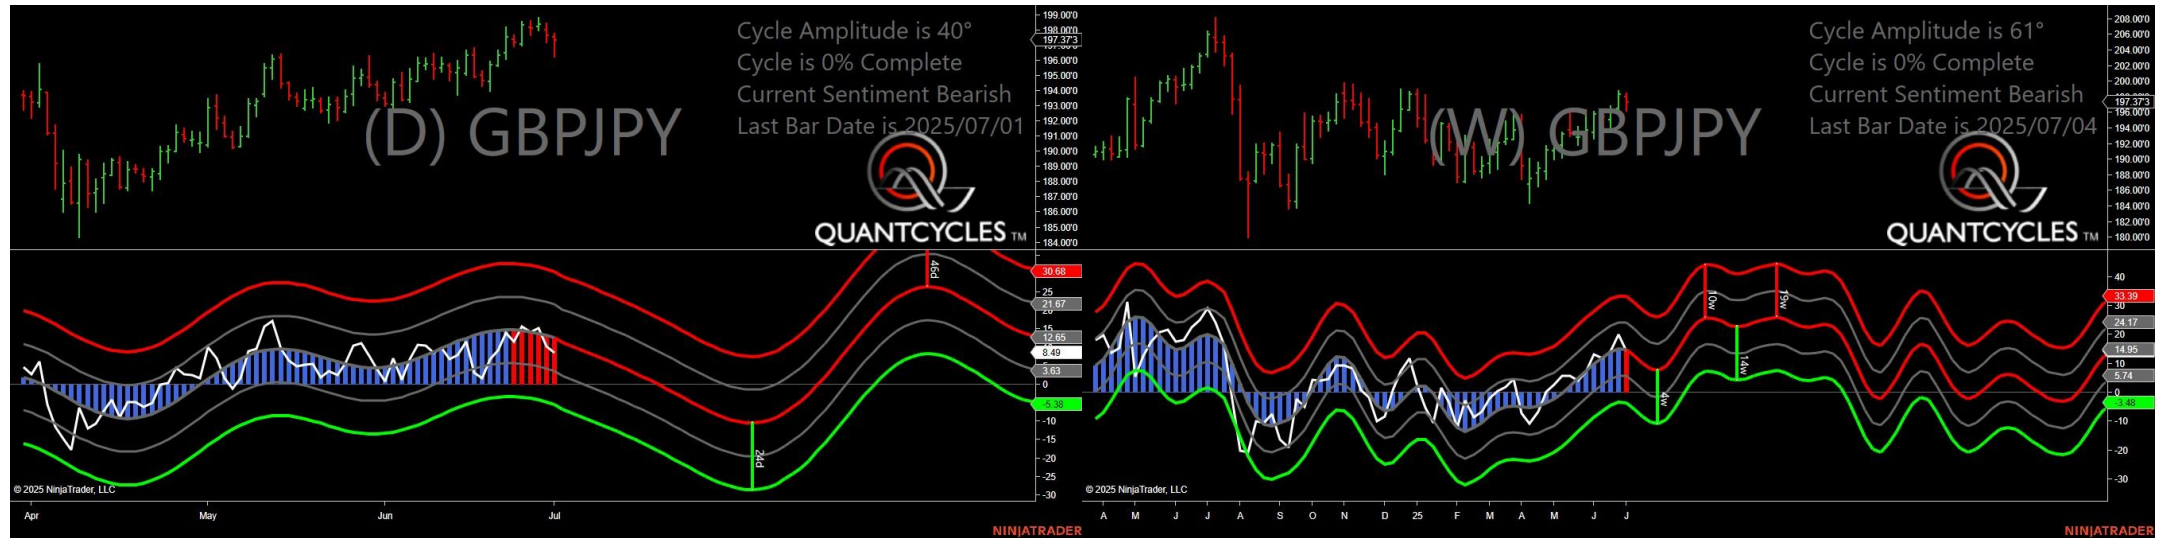 Cycle Amplitude is 40°
Cycle is 0% Complete
Current Sentiment Bearish
Last Bar Date is 2025/07/01
(D) GBPJPY
QUANTCYCLES TM
199.00'0
198.00'0
197.37'3
196.00'0
195.00'0
194.00'0
193.00'0
192.00'0
191.00'0
190.00'0
189.00'0
188.00'0
187.00'0
186.00'0
185.00'0
184.00'0
46d
24d
30.68
25
21.67
20
15
12.65
8.49
3.63
0
-5.38
-10
-15
-20
-25
-30
© 2025 NinjaTrader, LLC
Apr May Jun Jul
NINJATRADER
Cycle Amplitude is 61°
Cycle is 0% Complete
Current Sentiment Bearish
Last Bar Date is 2025/07/04
(W) GBPJPY
QUANTCYCLES TM
208.00'0
206.00'0
204.00'0
202.00'0
200.00'0
197.37'3
196.00'0
194.00'0
192.00'0
190.00'0
188.00'0
186.00'0
184.00'0
182.00'0
180.00'0
10w
19w
14w
4w
40
33.39
30
24.17
20
14.95
5.74
0
-3.48
-10
-20
-30
© 2025 NinjaTrader, LLC
A M J J A S O N D 25 F M A M J J
NINJATRADER